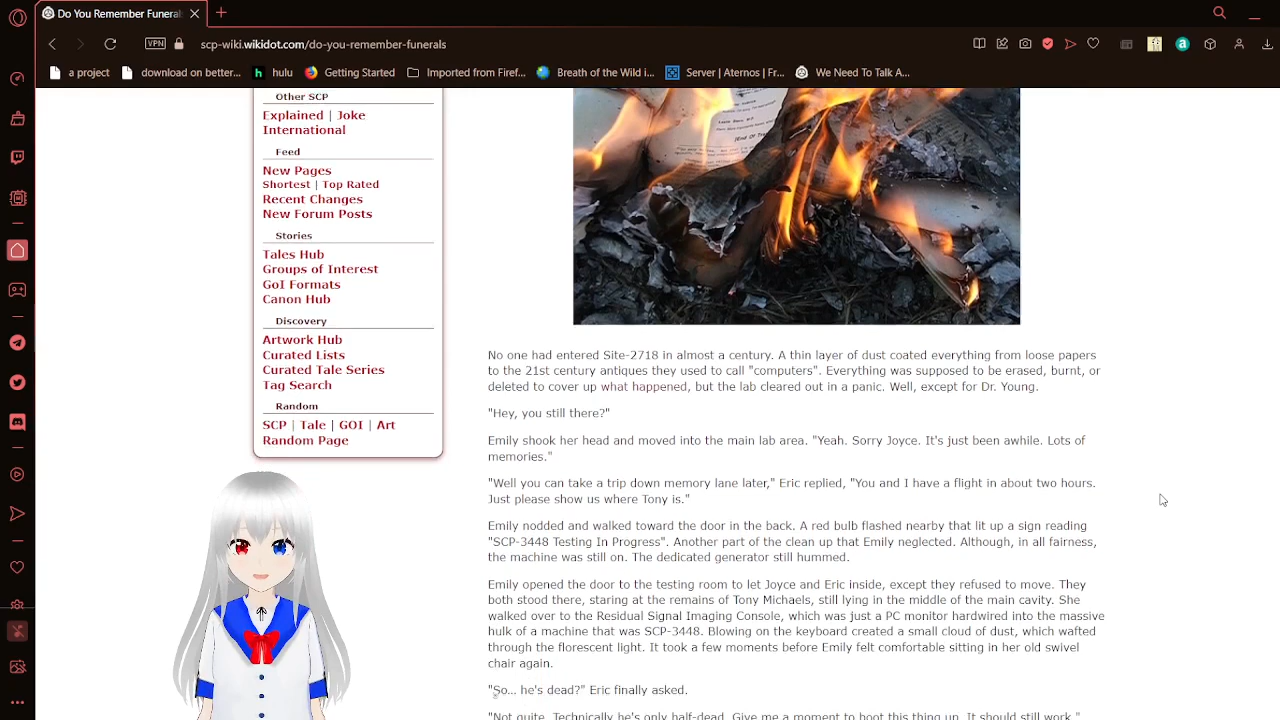 Do You Remember Funerals
VPN
scp-wiki.wikidot.com/do-you-remember-funerals
a project
download on better...
hulu
Getting Started
Imported from Firef...
Breath of the Wild i...
Server | Aternos | Fr...
We Need To Talk A...
Other SCP
Explained | Joke
International
Feed
New Pages
Shortest | Top Rated
Recent Changes
New Forum Posts
Stories
Tales Hub
Groups of Interest
GoI Formats
Canon Hub
Discovery
Artwork Hub
Curated Lists
Curated Tale Series
Tag Search
Random
SCP | Tale | GOI | Art
Random Page
[End Of Tra
No one had entered Site-2718 in almost a century. A thin layer of dust coated everything from loose papers
to the 21st century antiques they used to call "computers". Everything was supposed to be erased, burnt, or
deleted to cover up what happened, but the lab cleared out in a panic. Well, except for Dr. Young.
"Hey, you still there?"
Emily shook her head and moved into the main lab area. "Yeah. Sorry Joyce. It's just been awhile. Lots of
memories."
"Well you can take a trip down memory lane later," Eric replied, "You and I have a flight in about two hours.
Just please show us where Tony is."
Emily nodded and walked toward the door in the back. A red bulb flashed nearby that lit up a sign reading
"SCP-3448 Testing In Progress". Another part of the clean up that Emily neglected. Although, in all fairness,
the machine was still on. The dedicated generator still hummed.
Emily opened the door to the testing room to let Joyce and Eric inside, except they refused to move. They
both stood there, staring at the remains of Tony Michaels, still lying in the middle of the main cavity. She
walked over to the Residual Signal Imaging Console, which was just a PC monitor hardwired into the massive
hulk of a machine that was SCP-3448. Blowing on the keyboard created a small cloud of dust, which wafted
through the florescent light. It took a few moments before Emily felt comfortable sitting in her old swivel
chair again.
"So... he's dead?" Eric finally asked.
"Not quite. Technically he's only half-dead. Give me a moment to boot this thing up. It should still work."